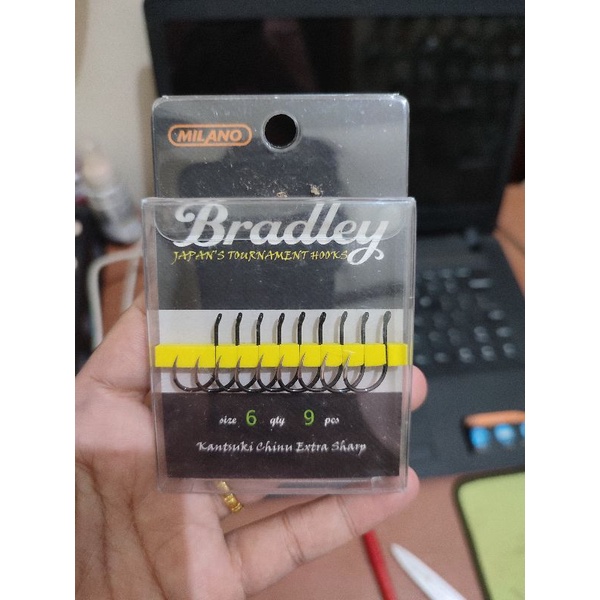 MILANO
Bradley
JAPAN'S TOURNAMENT HOOKS
size 6 qty 9 pcs
Kantsuki Chinu Extra Sharp